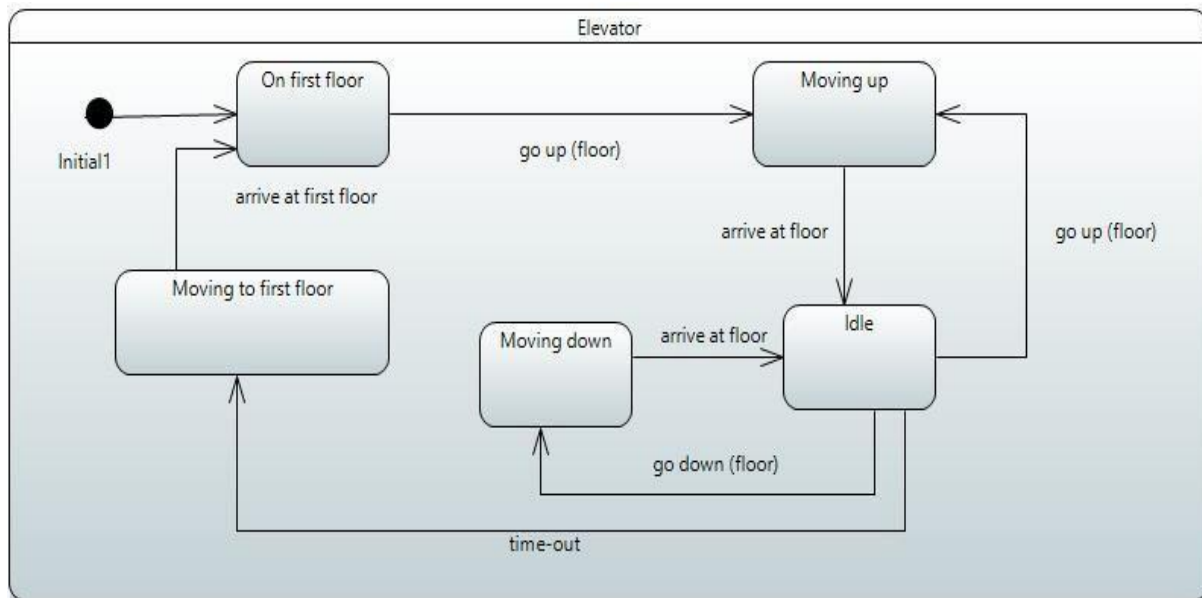 Elevator
On first floor
Moving up
Initial1
go up (floor)
arrive at first floor
arrive at floor
go up (floor)
Moving to first floor
Idle
Moving down
arrive at floor
go down (floor)
time-out